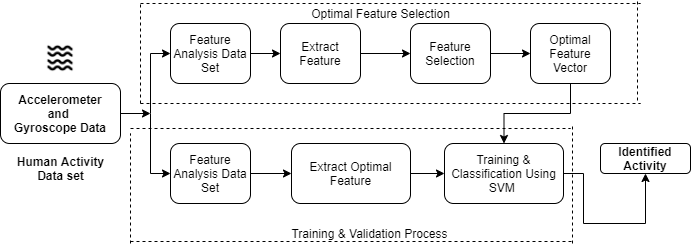 Optimal Feature Selection
Feature
Analysis Data
Set
Extract
Feature
Feature
Selection
Optimal
Feature
Vector
Accelerometer
and
Gyroscope Data
Human Activity
Data set
Feature
Analysis Data
Set
Extract Optimal
Feature
Training &
Classification Using
SVM
Identified
Activity
Training & Validation Process